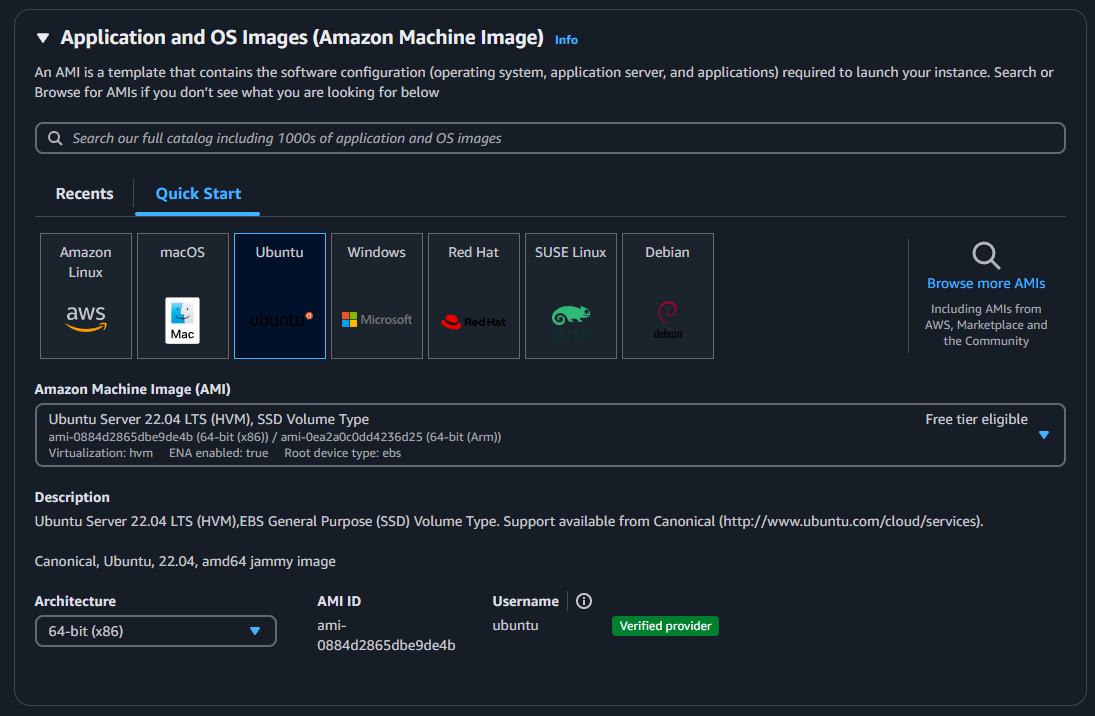 Application and OS Images (Amazon Machine Image) Info
An AMI is a template that contains the software configuration (operating system, application server, and applications) required to launch your instance. Search or
Browse for AMIs if you don’t see what you are looking for below
Search our full catalog including 1000s of application and OS images
Recents
Quick Start
Amazon
Linux
aws
macOS
Mac
Ubuntu
ubuntu
Windows
Microsoft
Red Hat
Red Hat
SUSE Linux
Debian
debian
Browse more AMIs
Including AMIs from
AWS, Marketplace and
the Community
Amazon Machine Image (AMI)
Ubuntu Server 22.04 LTS (HVM), SSD Volume Type
Free tier eligible
ami-0884d2865dbe9de4b (64-bit (x86)) / ami-0ea2a0c0dd4236d25 (64-bit (Arm))
Virtualization: hvm ENA enabled: true Root device type: ebs
Description
Ubuntu Server 22.04 LTS (HVM),EBS General Purpose (SSD) Volume Type. Support available from Canonical (http://www.ubuntu.com/cloud/services).
Canonical, Ubuntu, 22.04, amd64 jammy image
Architecture
64-bit (x86)
AMI ID
ami-
0884d2865dbe9de4b
Username
ubuntu
Verified provider